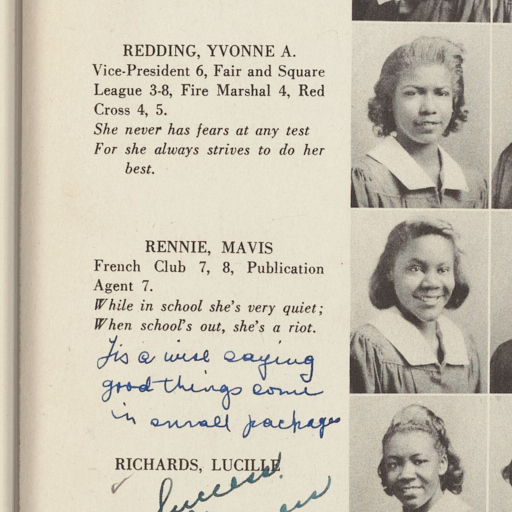 REDDING, YVONNE A.
Vice-President 6, Fair and Square
League 3-8, Fire Marshal 4, Red
Cross 4, 5.
She never has fears at any test
For she always strives to do her
best.
RENNIE, MAVIS
French Club 7, 8, Publication
Agent 7.
While in school she's very quiet;
When school's out, she's a riot.
Tis a wise saying
good things come
in small packages
RICHARDS, LUCILLE
Success!